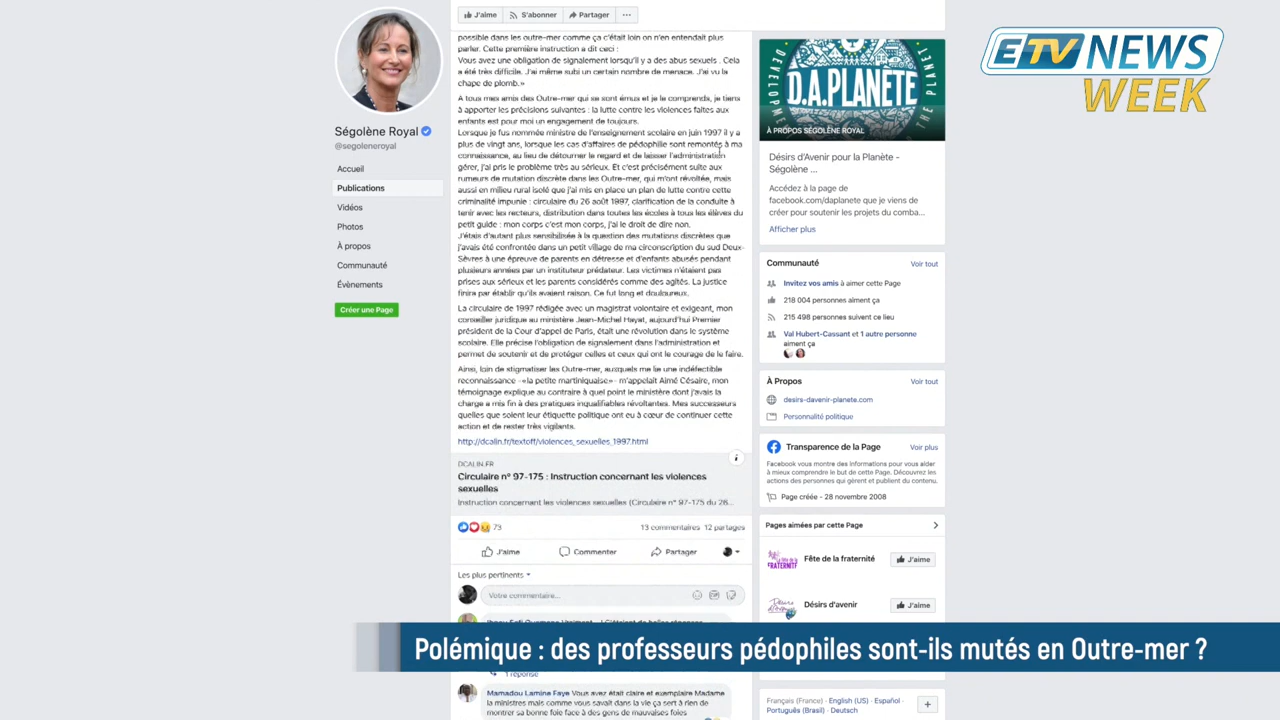 J'aime
S'abonner
Partager
possible dans les outre-mer comme ça c'était loin on n'en entendait plus
parler. Cette première instruction a dit ceci :
Vous avez une obligation de signalement lorsqu'il y a des abus sexuels . Cela
a été très difficile. J'ai même subi un certain nombre de menace. J'ai vu la
chape de plomb.»
A tous mes amis des Outre-mer qui se sont émus et je le comprends, je tiens
à apporter les précisions suivantes : la lutte contre les violences faites aux
enfants est pour moi un engagement de toujours.
Lorsque je fus nommée ministre de l'enseignement scolaire en juin 1997 il y a
plus de vingt ans, lorsque les cas d'affaires de pédophilie sont remontés à ma
connaissance, au lieu de détourner le regard et de laisser l'administration
gérer, j'ai pris le problème très au sérieux. Et c'est précisément suite aux
rumeurs de mutation discrète dans les Outre-mer, qui m'ont révoltée, mais
aussi en milieu rural isolé que j'ai mis en place un plan de lutte contre cette
criminalité impunie : circulaire du 26 août 1997, clarification de la conduite à
tenir avec les recteurs, distribution dans toutes les écoles à tous les élèves du
petit guide : mon corps c'est mon corps, j'ai le droit de dire non.
J'étais d'autant plus sensibilisée à la question des mutations discrètes que
j'avais été confrontée dans un petit village de ma circonscription du sud Deux-
Sèvres à une épreuve de parents en détresse et d'enfants abusés pendant
plusieurs années par un instituteur prédateur. Les victimes n'étaient pas
prises aux sérieux et les parents considérés comme des agités. La justice
finira par établir qu'ils avaient raison. Ce fut long et douloureux.
La circulaire de 1997 rédigée avec un magistrat volontaire et exigeant, mon
conseiller juridique au ministère Jean-Michel Hayat, aujourd'hui Premier
président de la Cour d'appel de Paris, était une révolution dans le système
scolaire. Elle précise l'obligation de signalement dans l'administration et
permet de soutenir et de protéger celles et ceux qui ont le courage de le faire.
Ainsi, loin de stigmatiser les Outre-mer, auxquels me lie une indéfectible
reconnaissance -«la petite martiniquaise»- m'appelait Aimé Césaire, mon
témoignage explique au contraire à quel point le ministère dont j'avais la
charge a mis fin à des pratiques inqualifiables révoltantes. Mes successeurs
quelles que soient leur étiquette politique ont eu à cœur de continuer cette
action et de rester très vigilants.
http://dcalin.fr/textoff/violences_sexuelles_1997.html
DCALIN.FR
Circulaire n° 97-175 : Instruction concernant les violences
sexuelles
Instruction concernant les violences sexuelles (Circulaire n° 97-175 du 26...
73
13 commentaires 12 partages
J'aime
Commenter
Partager
Les plus pertinents
Votre commentaire...
1 réponse
Mamadou Lamine Faye Vous avez était claire et exemplaire Madame
la ministres mais comme vous savait dans la vie ça sert à rien de
montrer sa bonne foie face à des gens de mauvaises foies
Ségolène Royal
@segoleneroyal
Accueil
Publications
Vidéos
Photos
À propos
Communauté
Évènements
Créer une Page
DEVELOPME
D.A.PLANÈTE
THE PLANET
À PROPOS SÉGOLÈNE ROYAL
Désirs d'Avenir pour la Planète -
Ségolène ...
Accédez à la page de
facebook.com/daplanete que je viens de
créer pour soutenir les projets du comba...
Afficher plus
Communauté
Voir tout
Invitez vos amis à aimer cette Page
218 004 personnes aiment ça
215 498 personnes suivent ce lieu
Val Hubert-Cassant et 1 autre personne
aiment ça
À Propos
Voir tout
desirs-davenir-planete.com
Personnalité politique
Transparence de la Page
Voir plus
Facebook vous montre des informations pour vous aider
à mieux comprendre le but de cette Page. Découvrez les
actions des personnes qui gèrent et publient du contenu.
Page créée - 28 novembre 2008
Pages aimées par cette Page
Fête de la fraternité
J'aime
Désirs d'avenir
J'aime
Français (France) · English (US) · Español ·
Português (Brasil) · Deutsch
ETV NEWS
WEEK
Polémique : des professeurs pédophiles sont-ils mutés en Outre-mer ?